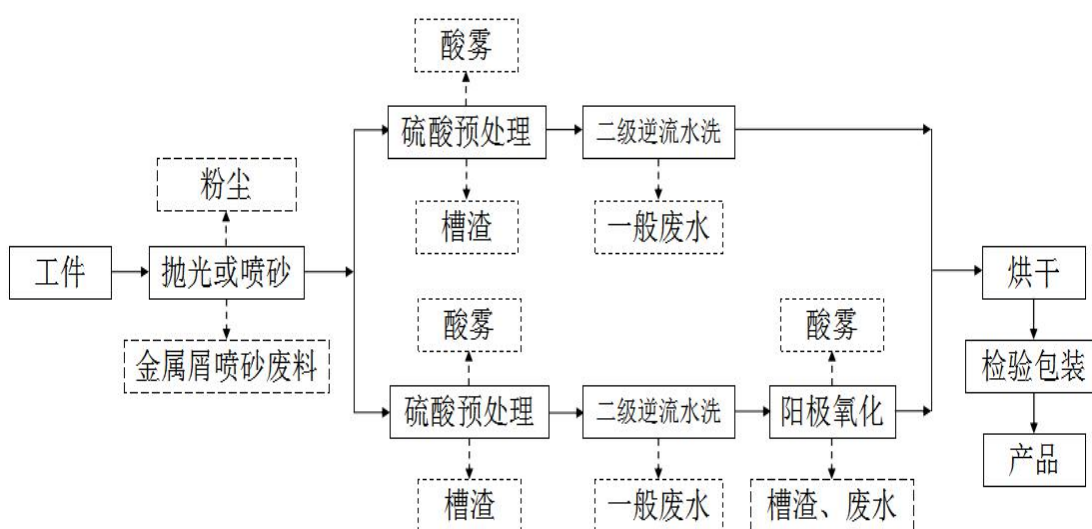 酸雾
硫酸预处理
二级逆流水洗
粉尘
槽渣
一般废水
工件
抛光或喷砂
烘干
酸雾
酸雾
金属屑喷砂废料
检验包装
硫酸预处理
二级逆流水洗
阳极氧化
产品
槽渣
一般废水
槽渣、废水